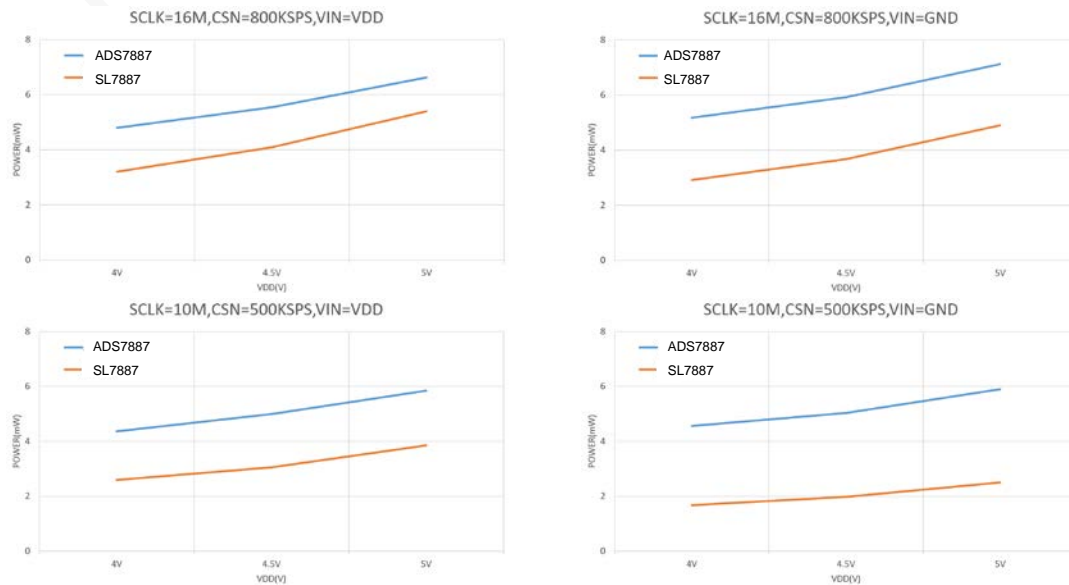 SCLK=16M,CSN=800KSPS,VIN=VDD
8
6
4
2
0
POWER(mW)
ADS7887
SL7887
4V 4.5V 5V
VDD(V)
SCLK=16M,CSN=800KSPS,VIN=GND
8
6
4
2
0
POWER(mW)
ADS7887
SL7887
4V 4.5V 5V
VDD(V)
SCLK=10M,CSN=500KSPS,VIN=VDD
8
6
4
2
0
POWER(mW)
ADS7887
SL7887
4V 4.5V 5V
VDD(V)
SCLK=10M,CSN=500KSPS,VIN=GND
8
6
4
2
0
POWER(mW)
ADS7887
SL7887
4V 4.5V 5V
VDD(V)